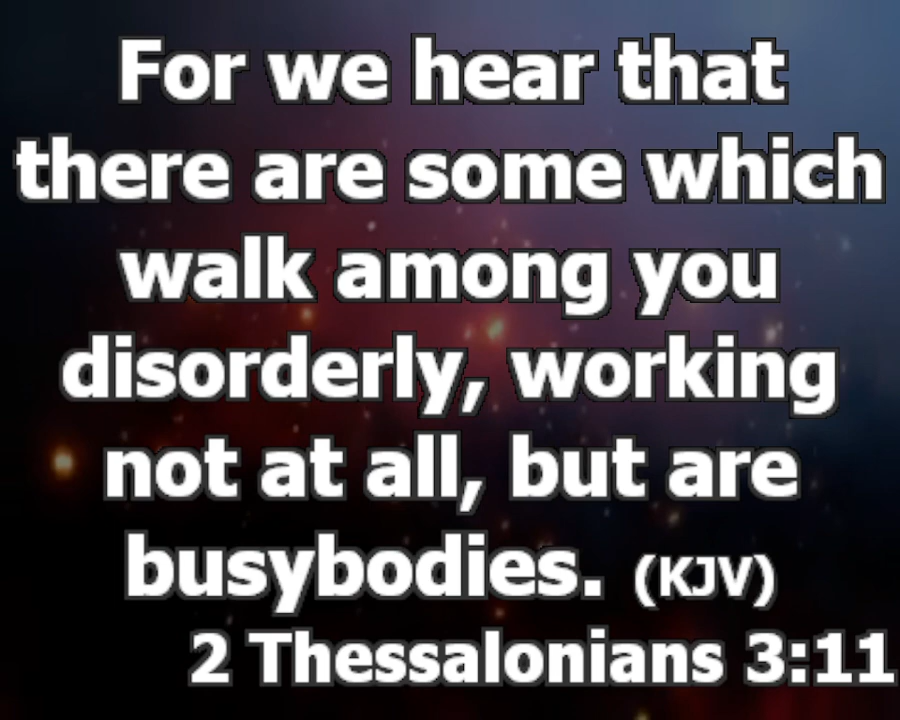 For we hear that
there are some which
walk among you
disorderly, working
not at all, but are
busybodies. (KJV)
2 Thessalonians 3:11